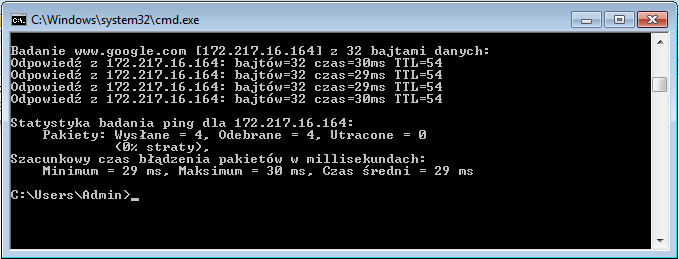 C:\Windows\system32\cmd.exe
Badanie www.google.com [172.217.16.164] z 32 bajtami danych:
Odpowiedź z 172.217.16.164: bajtów=32 czas=30ms TTL=54
Odpowiedź z 172.217.16.164: bajtów=32 czas=29ms TTL=54
Odpowiedź z 172.217.16.164: bajtów=32 czas=29ms TTL=54
Odpowiedź z 172.217.16.164: bajtów=32 czas=30ms TTL=54
Statystyka badania ping dla 172.217.16.164:
Pakiety: Wysłane = 4, Odebrane = 4, Utracone = 0
(0% straty),
Szacunkowy czas błądzenia pakietów w millisekundach:
Minimum = 29 ms, Maksimum = 30 ms, Czas średni = 29 ms
C:\Users\Admin>_